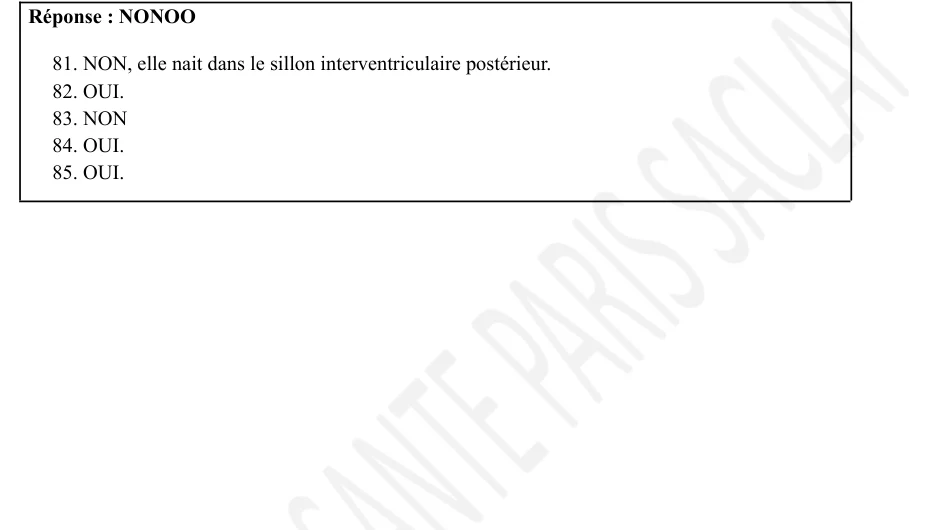 Réponse : NONOO
81. NON, elle nait dans le sillon interventriculaire postérieur.
82. OUI.
83. NON
84. OUI.
85. OUI.
SANTE PARIS SACLAY